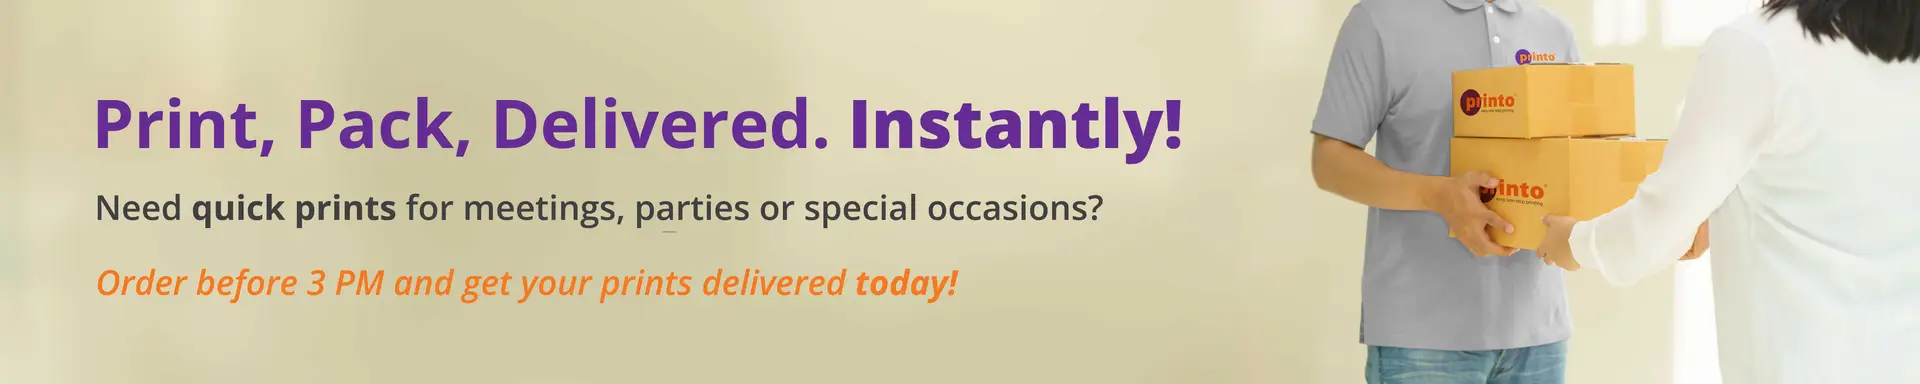 Print, Pack, Delivered. Instantly!
Need quick prints for meetings, parties or special occasions?
Order before 3 PM and get your prints delivered today!
printo
printo
printo